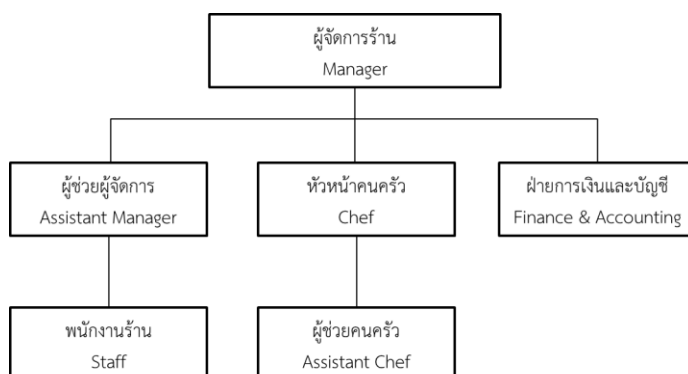 ผู้จัดการร้าน
Manager
ผู้ช่วยผู้จัดการ
Assistant Manager
หัวหน้าคนครัว
Chef
ฝ่ายการเงินและบัญชี
Finance & Accounting
พนักงานร้าน
Staff
ผู้ช่วยคนครัว
Assistant Chef